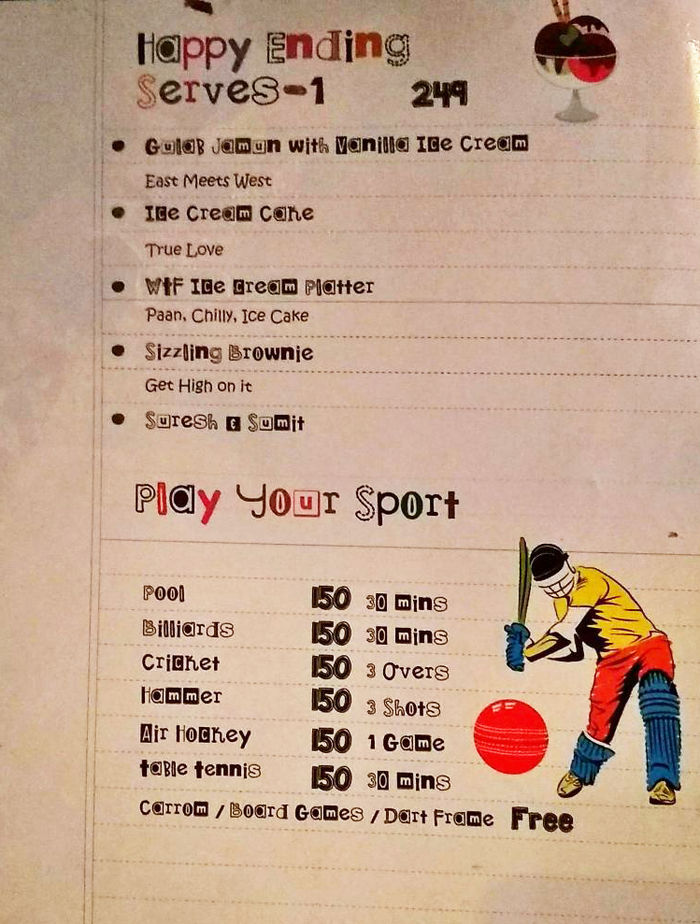 Happy Ending
Serves-1 249
Gulab Jamun with Vanilla Ice Cream
East Meets West
Ice Cream Cake
True Love
WTF Ice Cream Platter
Paan, Chilly, Ice Cake
Sizzling Brownie
Get High on it
Suresh & Sumit
Play Your Sport
Pool 150 30 mins
Billiards 150 30 mins
Cricket 150 3 Overs
Hammer 150 3 Shots
Air Hockey 150 1 Game
table tennis 150 30 mins
Carrom / Board Games / Dart Frame Free